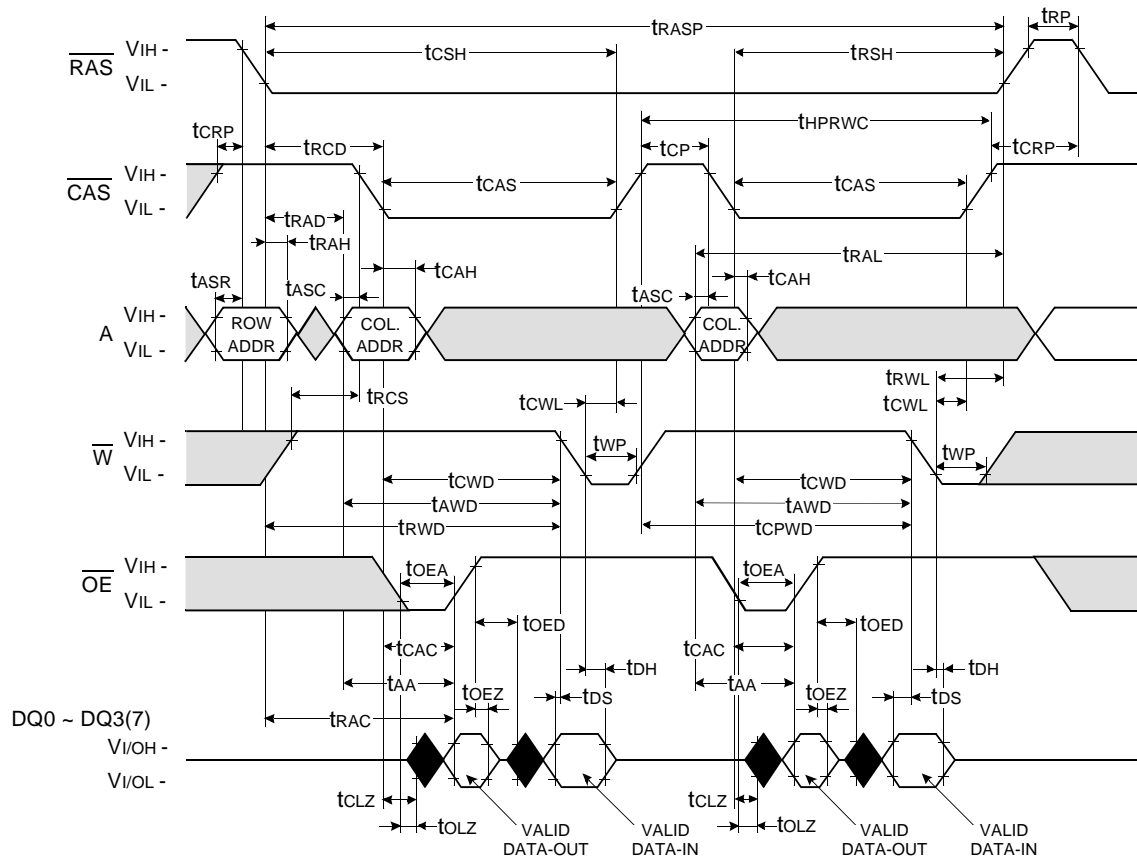 tRASP
tRP
VIH -
RAS
VIL -
tCSH
tRSH
tHPRWC
tCRP
tRCD
tCP
tCRP
VIH -
CAS
VIL -
tCAS
tCAS
tRAD
tRAH
tRAL
tCAH
tCAH
tASR
tASC
tASC
VIH -
A
VIL -
ROW
ADDR
COL.
ADDR
COL.
ADDR
tRCS
tCWL
tRWL
tCWL
VIH -
W
VIL -
tWP
tWP
tCWD
tCWD
tAWD
tAWD
tRWD
tCPWD
VIH -
OE
VIL -
tOEA
tOEA
tOED
tOED
tCAC
tCAC
tDH
tDH
tAA
tAA
tOEZ
tOEZ
tDS
tDS
tRAC
DQ0 ~ DQ3(7)
VI/OH -
VI/OL -
tCLZ
tCLZ
tOLZ
tOLZ
VALID
DATA-OUT
VALID
DATA-IN
VALID
DATA-OUT
VALID
DATA-IN